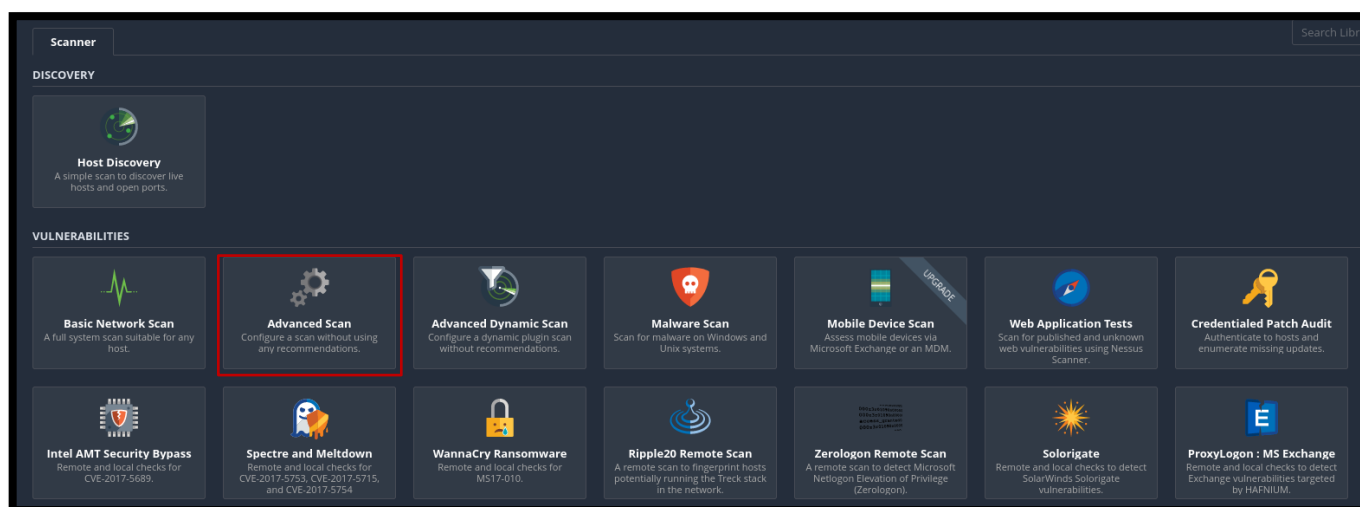 Scanner
Search Libr
DISCOVERY
Host Discovery
A simple scan to discover live
hosts and open ports.
VULNERABILITIES
Basic Network Scan
A full system scan suitable for any
host.
Advanced Scan
Configure a scan without using
any recommendations.
Advanced Dynamic Scan
Configure a dynamic plugin scan
without recommendations.
Malware Scan
Scan for malware on Windows and
Unix systems.
UPGRADE
Mobile Device Scan
Assess mobile devices via
Microsoft Exchange or an MDM.
Web Application Tests
Scan for published and unknown
web vulnerabilities using Nessus
Scanner.
Credentialed Patch Audit
Authenticate to hosts and
enumerate missing updates.
Intel AMT Security Bypass
Remote and local checks for
CVE-2017-5689.
Spectre and Meltdown
Remote and local checks for
CVE-2017-5753, CVE-2017-5715,
and CVE-2017-5754
WannaCry Ransomware
Remote and local checks for
MS17-010.
Ripple20 Remote Scan
A remote scan to fingerprint hosts
potentially running the Treck stack
in the network.
Zerologon Remote Scan
A remote scan to detect Microsoft
Netlogon Elevation of Privilege
(Zerologon).
Solorigate
Remote and local checks to detect
SolarWinds Solorigate
vulnerabilities.
E
ProxyLogon : MS Exchange
Remote and local checks to detect
Exchange vulnerabilities targeted
by HAFNIUM.